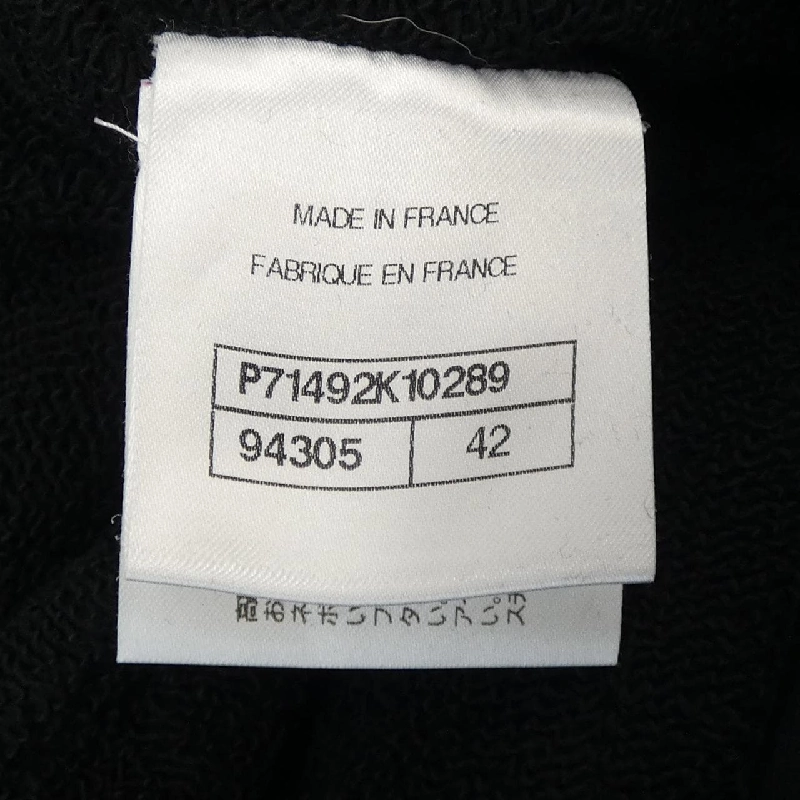 MADE IN FRANCE
FABRIQUE EN FRANCE
P71492K10289
94305 42